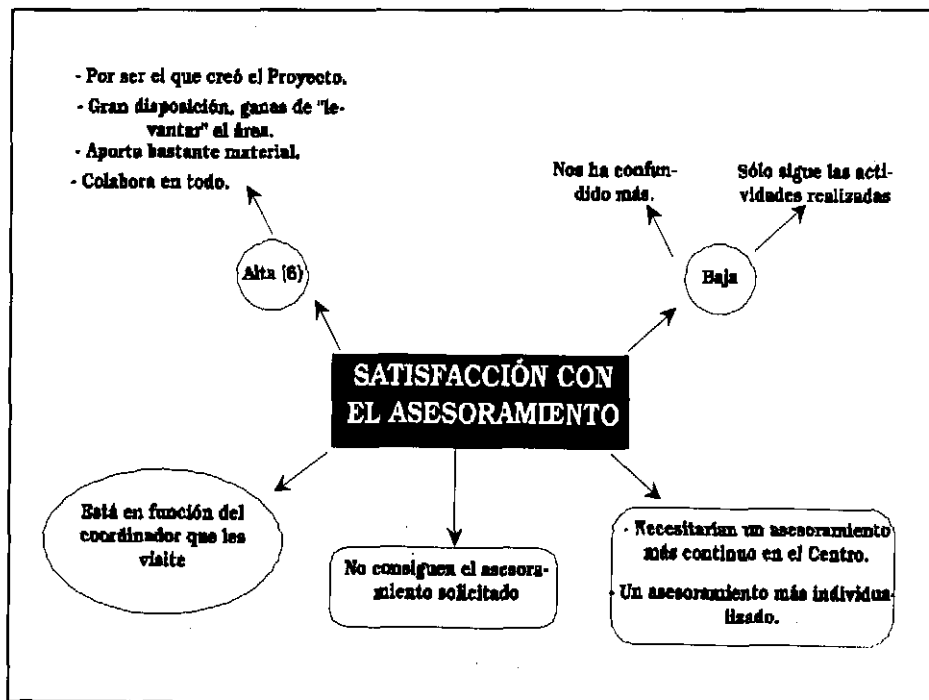 - Por ser el que creó el Proyecto.
- Gran disposición, ganas de "le-
vantar" el área.
- Aporta bastante material.
- Colabora en todo.
Nos ha confun-
dido más.
Sólo sigue las acti-
vidades realizadas
Alta (6)
Baja
SATISFACCIÓN CON
EL ASESORAMIENTO
Está en función del
coordinador que les
visite
No consiguen el asesora-
miento solicitado
- Necesitarían un asesoramiento
más continuo en el Centro.
- Un asesoramiento más individua-
lizado.